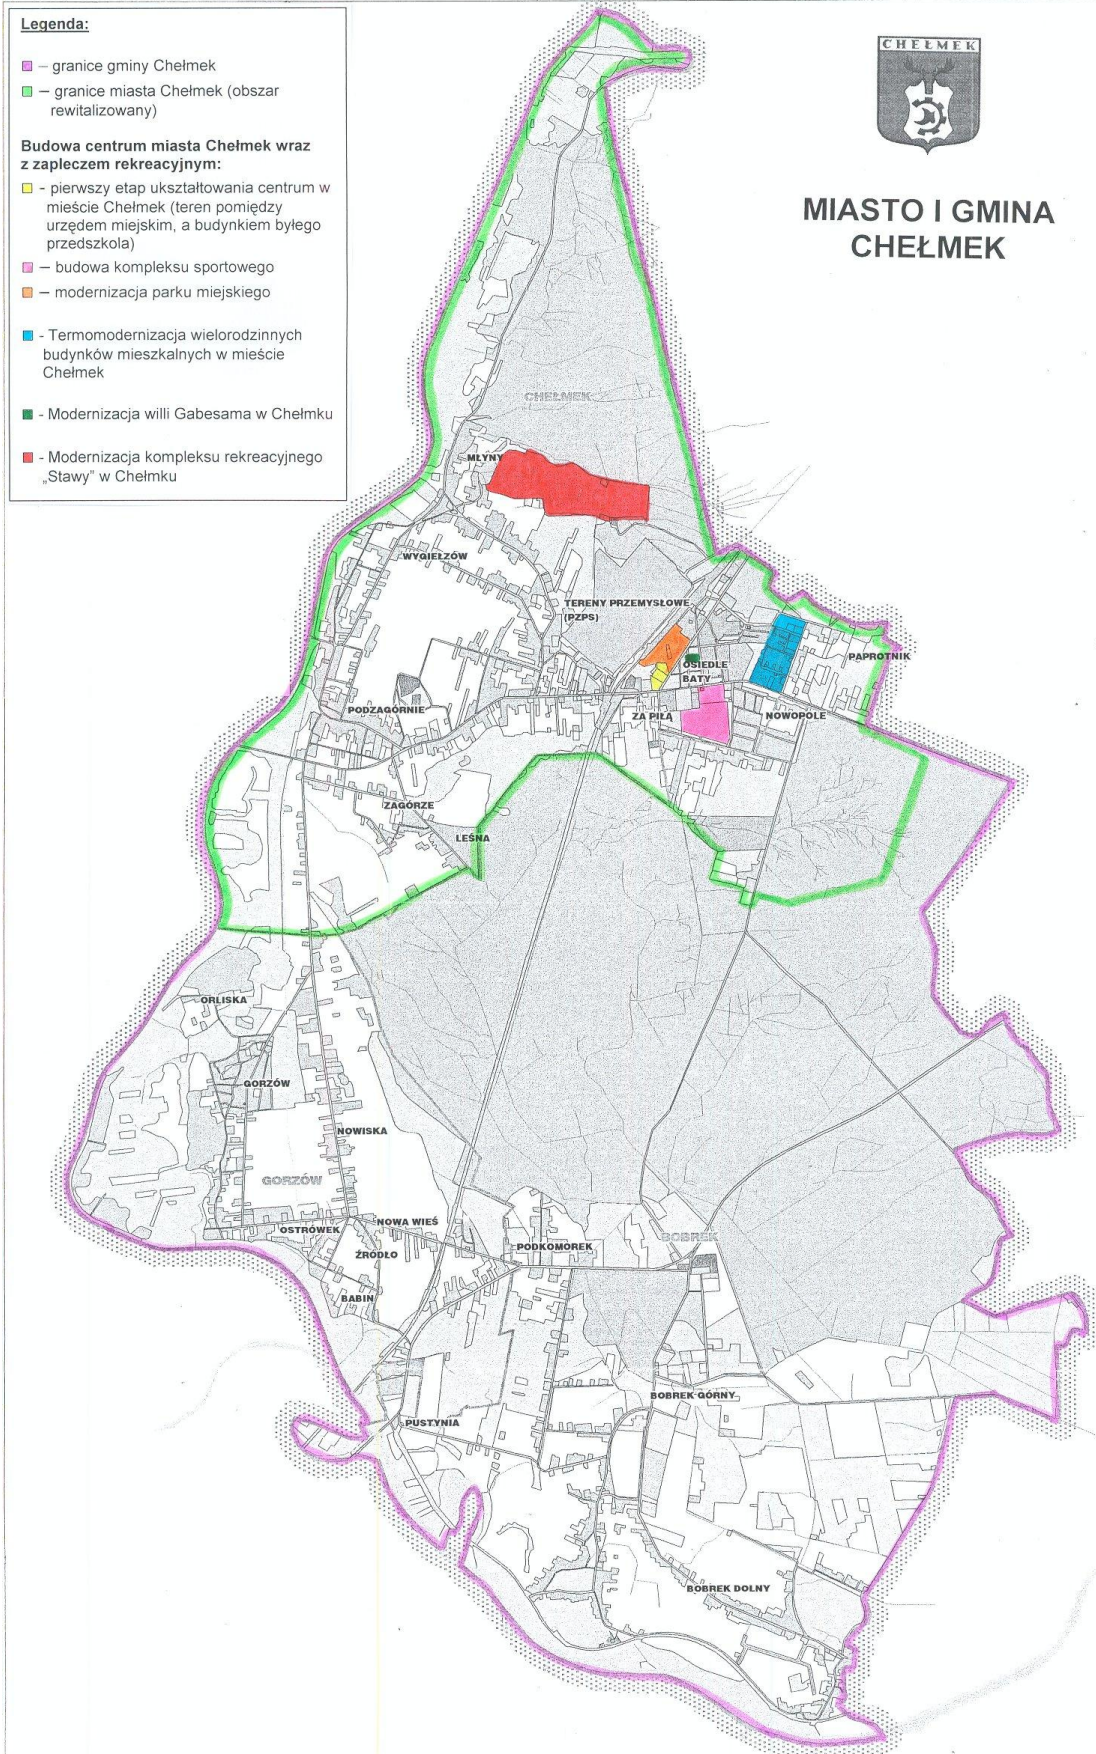 Legenda:
– granice gminy Chełmek
– granice miasta Chełmek (obszar
rewitalizowany)
Budowa centrum miasta Chełmek wraz
z zapleczem rekreacyjnym:
- pierwszy etap ukształtowania centrum w
mieście Chełmek (teren pomiędzy
urzędem miejskim, a budynkiem byłego
przedszkola)
– budowa kompleksu sportowego
– modernizacja parku miejskiego
- Termomodernizacja wielorodzinnych
budynków mieszkalnych w mieście
Chełmek
- Modernizacja willi Gabesama w Chełmku
- Modernizacja kompleksu rekreacyjnego
„Stawy" w Chełmku
CHEŁMEK
MIASTO I GMINA
CHEŁMEK
CHEŁMEK
MŁYNY
WYGIEŁZÓW
TERENY PRZEMYSŁOWE
(PZPS)
OSIEDLE
BATY
PAPROTNIK
PODZAGÓRNIE
ZA PIŁĄ
NOWOPOLE
ZAGÓRZE
LEŚNA
ORLISKA
GORZÓW
NOWISKA
GORZÓW
OSTRÓWEK
NOWA WIEŚ
ŹRÓDŁO
PODKOMOREK
BOBREK
BABIN
BOBREK GÓRNY
PUSTYNIA
BOBREK DOLNY